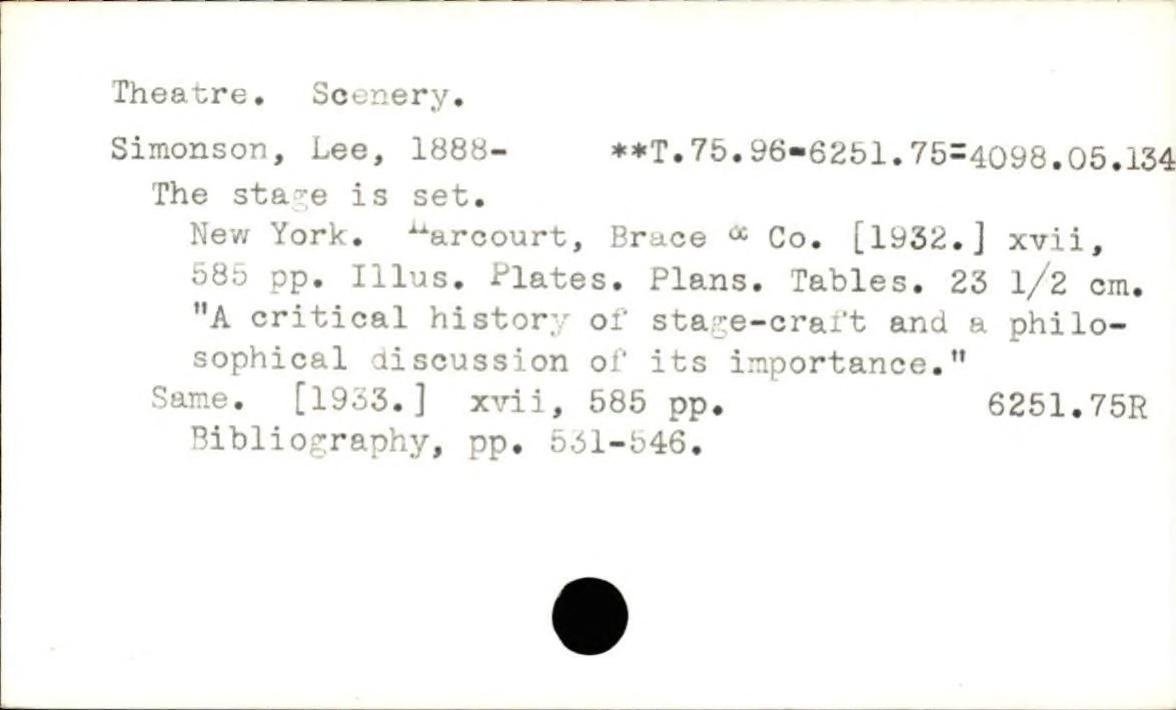 Theatre. Scenery.
Simonson, Lee, 1888- **T.75.96=6251.75=4098.05.134
The stage is set.
New York. Harcourt, Brace & Co. [1932.] xvii,
585 pp. Illus. Plates. Plans. Tables. 23 1/2 cm.
"A critical history of stage-craft and a philo-
sophical discussion of its importance."
Same. [1933.] xvii, 585 pp. 6251.75R
Bibliography, pp. 531-546.